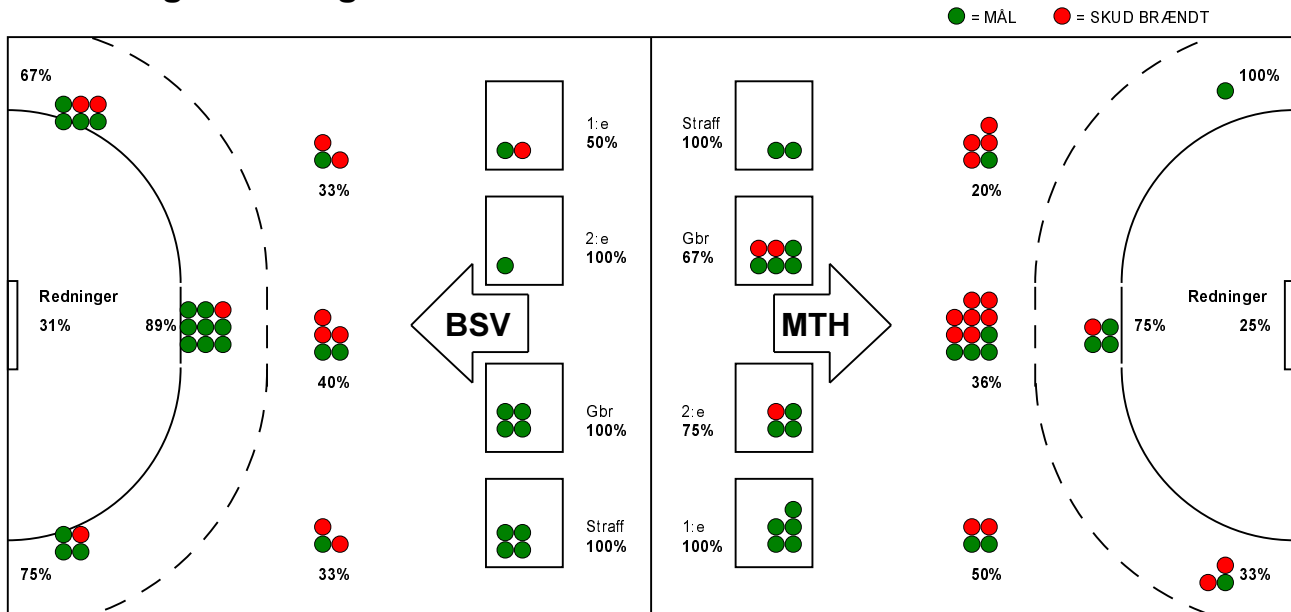 = MÅL = SKUD BRÆNDT
67%
100%
1:e
50%
Straff
100%
33%
20%
2:e
100%
Gbr
67%
Redninger
31%
89%
BSV
MTH
75%
Redninger
25%
40%
36%
Gbr
100%
2:e
75%
Straff
100%
1:e
100%
75%
33%
50%
33%